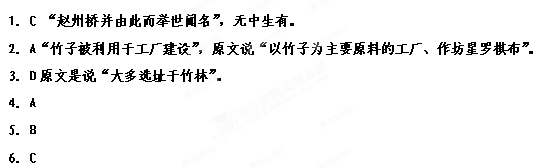 1. C “赵州桥并由此而举世闻名”，无中生有。
2. A“竹子被利用于工厂建设”，原文说“以竹子为主要原料的工厂、作坊星罗棋布”。
3. D原文是说“大多选址于竹林”。
4. A
5. B
6. C